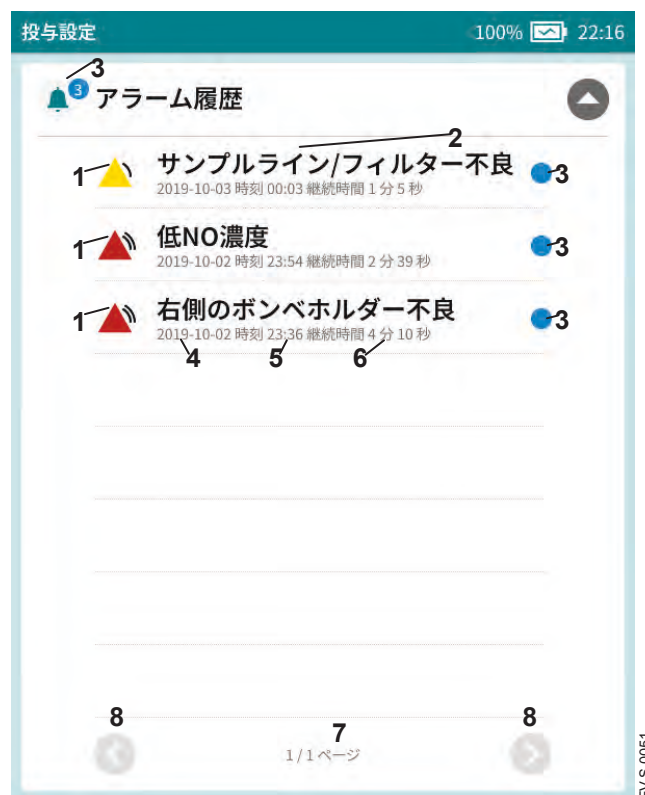 投与設定 100% 22:16
3
3 アラーム履歴
2
1 サンプルライン/フィルター不良 3
2019-10-03 時刻 00:03 継続時間 1 分 5 秒
1 低NO濃度 3
2019-10-02 時刻 23:54 継続時間 2 分 39 秒
1 右側のボンベホルダー不良 3
2019-10-02 時刻 23:36 継続時間 4 分 10 秒
4 5 6
8 7 8
1 / 1 ページ